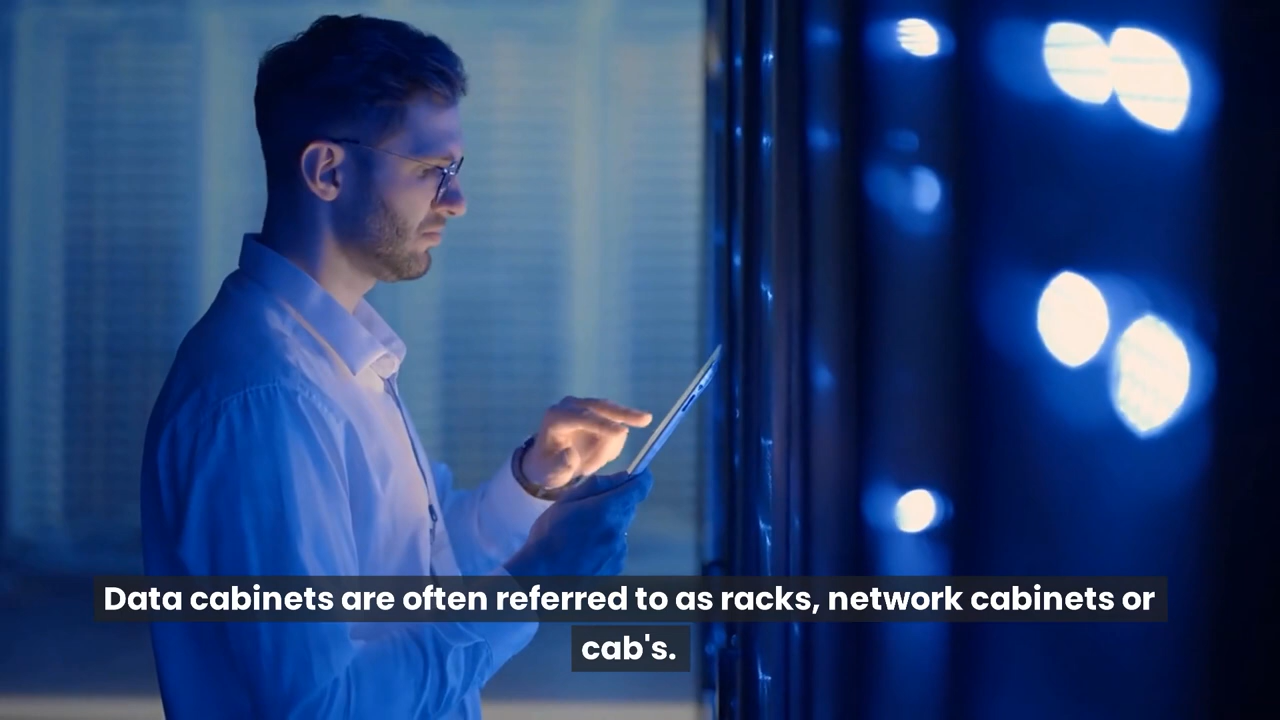 Data cabinets are often referred to as racks, network cabinets or
cab's.